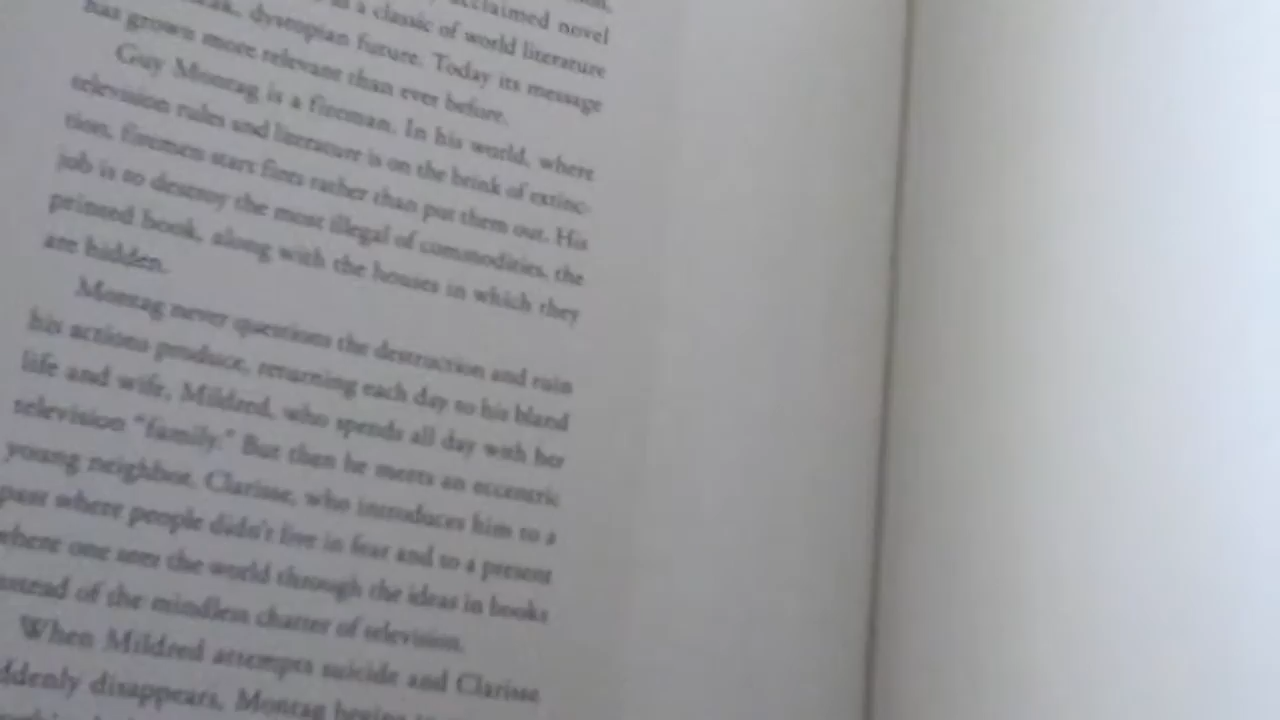 acclaimed novel
dystopian future. as a classic of world literature
has grown more relevant than ever before. Today its message
Guy Montag is a fireman. In his world, where
television rules and literature is on the brink of extinc-
tion, firemen start fires rather than put them out. His
job is to destroy the most illegal of commodities, the
printed book, along with the houses in which they
are hidden.
Montag never questions the destruction and ruin
his actions produce, returning each day to his bland
life and wife, Mildred, who spends all day with her
television “family.” But then he meets an eccentric
young neighbor, Clarisse, who introduces him to a
past where people didn't live in fear and to a present
where one sees the world through the ideas in books
instead of the mindless chatter of television.
When Mildred attempts suicide and Clarisse
suddenly disappears, Montag begins